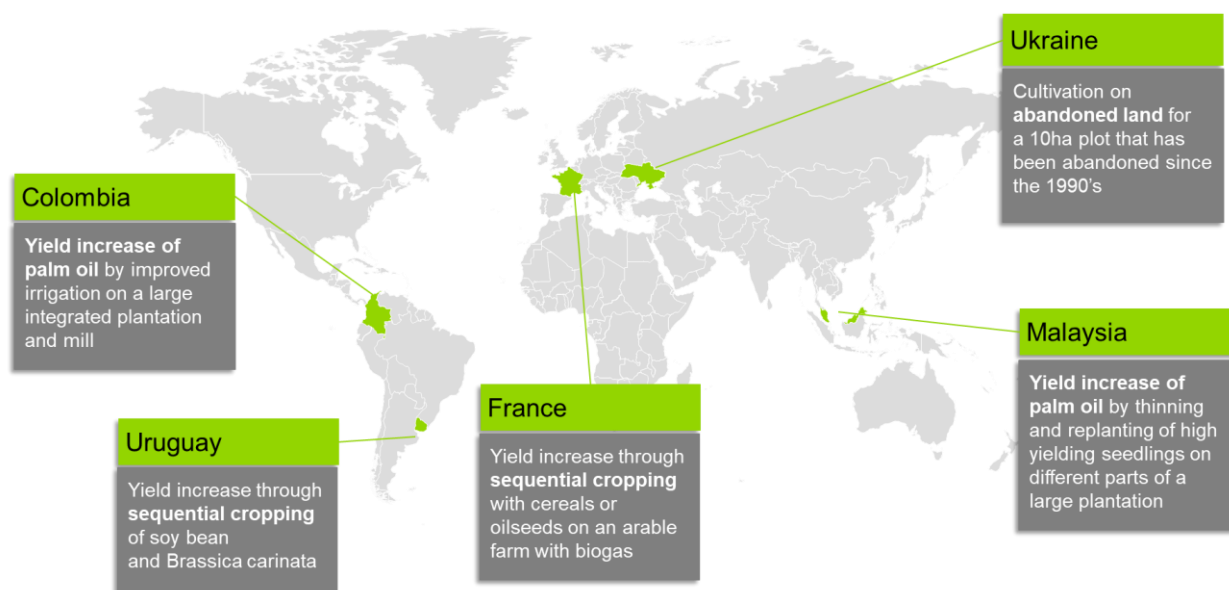 Ukraine
Cultivation on
abandoned land for
a 10ha plot that has
been abandoned since
the 1990's
Colombia
Yield increase of
palm oil by improved
irrigation on a large
integrated plantation
and mill
Malaysia
Yield increase of
palm oil by thinning
and replanting of high
yielding seedlings on
different parts of a
large plantation
France
Yield increase through
sequential cropping
with cereals or
oilseeds on an arable
farm with biogas
Uruguay
Yield increase through
sequential cropping
of soy bean
and Brassica carinata